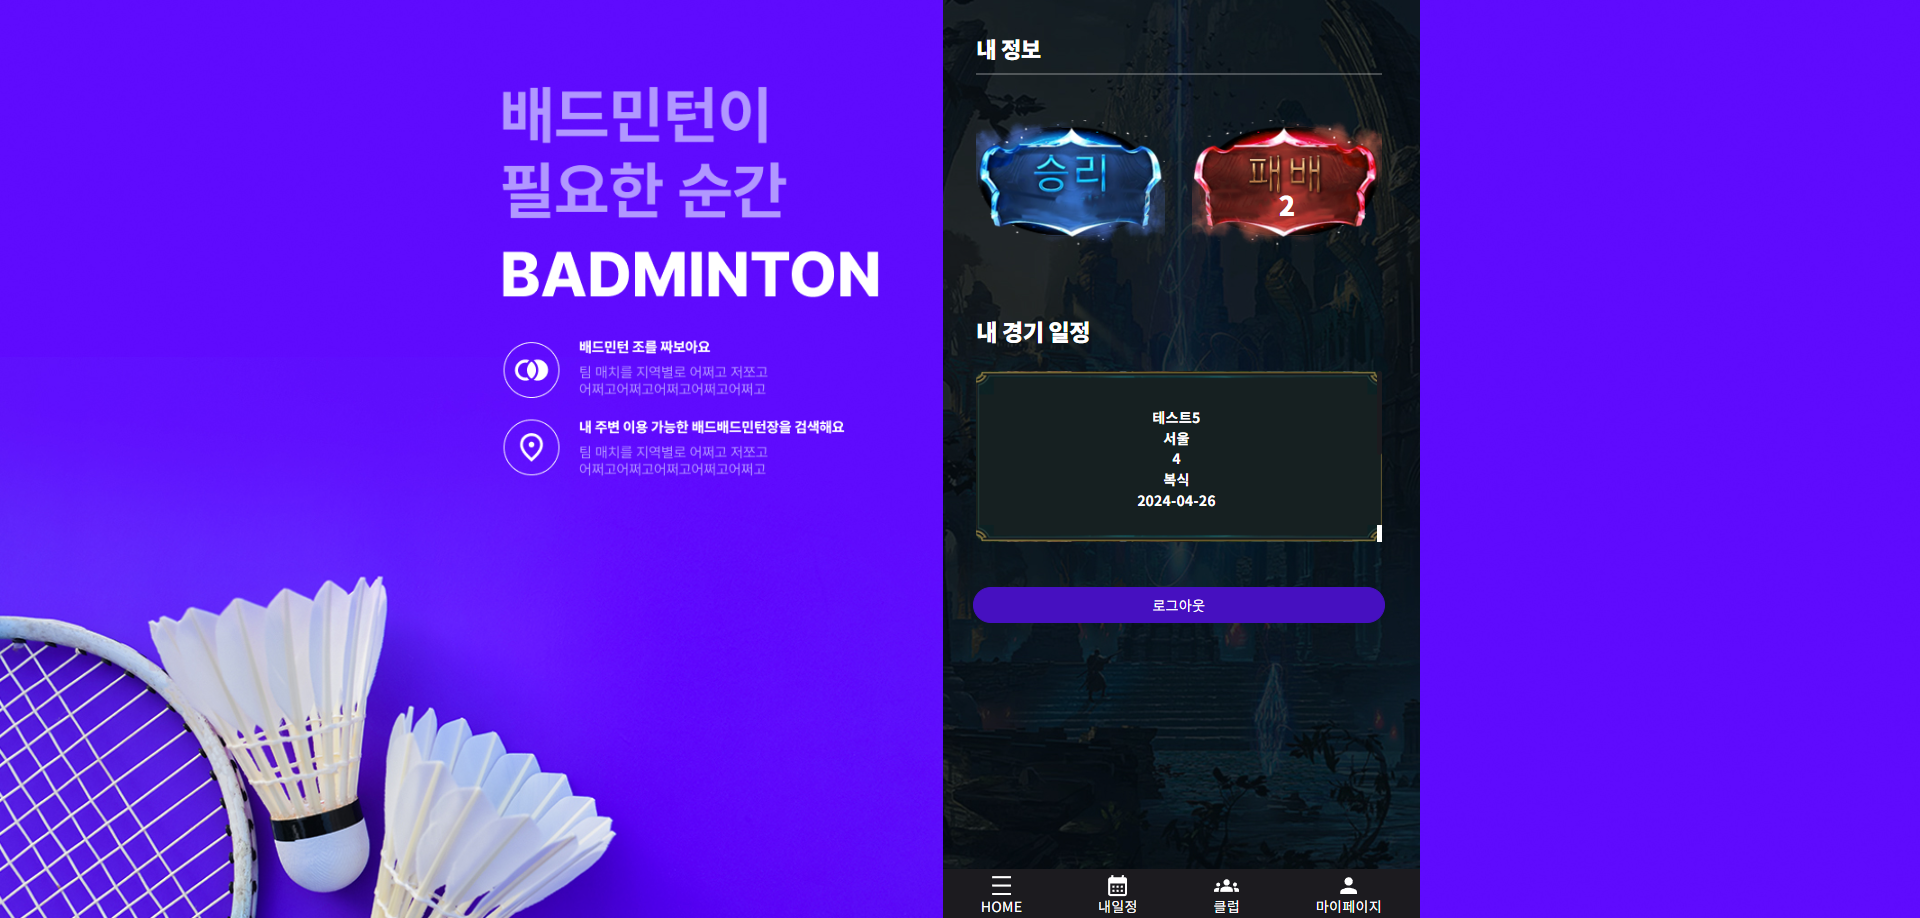 배드민턴이
필요한 순간
BADMINTON
배드민턴 조를 짜보아요
팀 매치를 지역별로 어쩌고 저쩌고
어쩌고어쩌고어쩌고어쩌고어쩌고
내 주변 이용 가능한 배드배드민턴장을 검색해요
팀 매치를 지역별로 어쩌고 저쪼고
어쩌고어쩌고어쩌고어쩌고어쩌고
내 정보
승리
패배
2
내 경기 일정
테스트5
서울
4
복식
2024-04-26
로그아웃
HOME
내일정
클럽
마이페이지